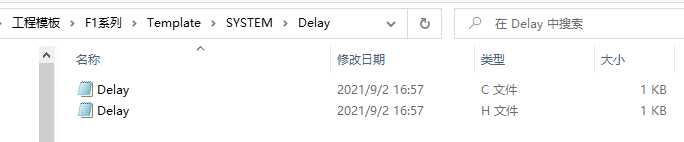 工程模板 > F1系列 > Template > SYSTEM > Delay
在 Delay 中搜索
名称 修改日期 类型 大小
Delay 2021/9/2 16:57 C 文件 1 KB
Delay 2021/9/2 16:57 H 文件 1 KB